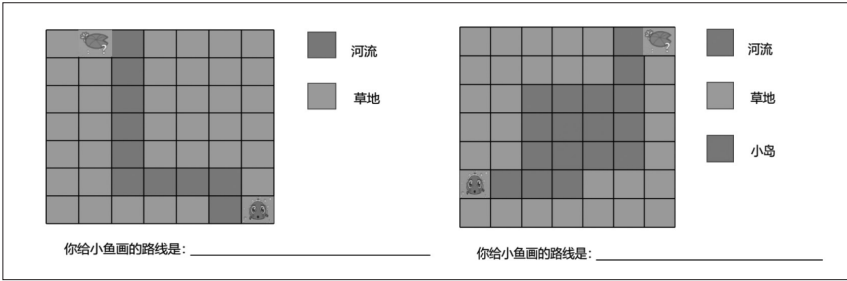 河流
草地
你给小鱼画的路线是：
河流
草地
小岛
你给小鱼画的路线是：